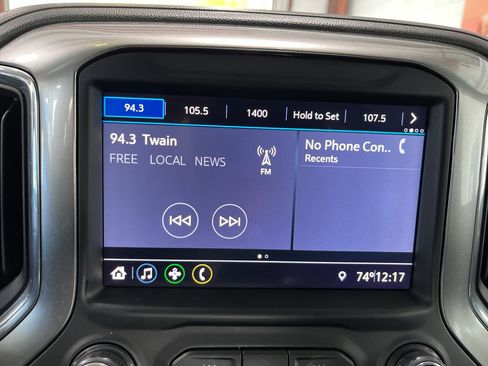 94.3 105.5 1400 Hold to Set 107.5
94.3 Twain
FREE LOCAL NEWS
FM
No Phone Con..
Recents
74° 12:17